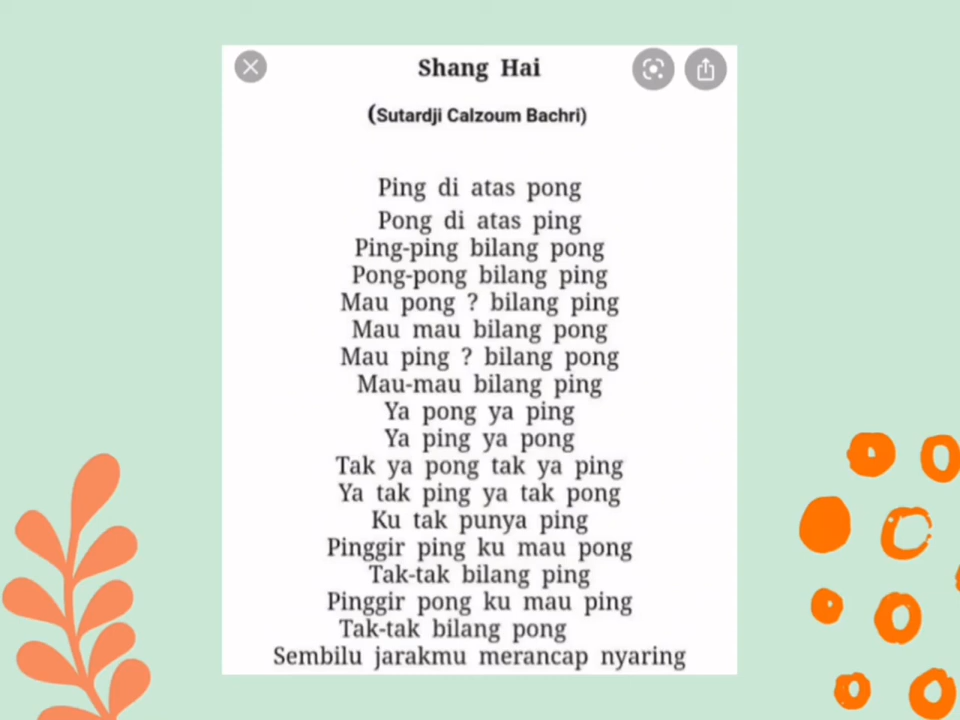 Shang Hai
(Sutardji Calzoum Bachri)
Ping di atas pong
Pong di atas ping
Ping-ping bilang pong
Pong-pong bilang ping
Mau pong ? bilang ping
Mau mau bilang pong
Mau ping ? bilang pong
Mau-mau bilang ping
Ya pong ya ping
Ya ping ya pong
Tak ya pong tak ya ping
Ya tak ping ya tak pong
Ku tak punya ping
Pinggir ping ku mau pong
Tak-tak bilang ping
Pinggir pong ku mau ping
Tak-tak bilang pong
Sembilu jarakmu merancap nyaring